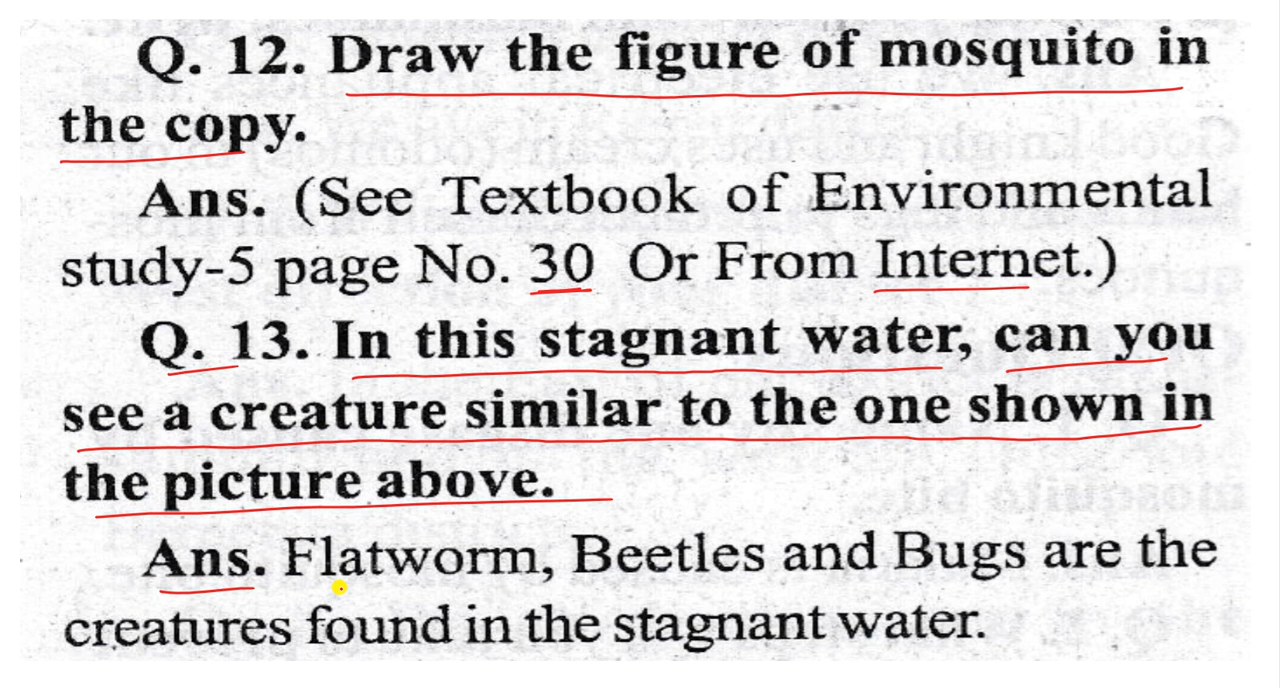 Q. 12. Draw the figure of mosquito in
the copy.
Ans. (See Textbook of Environmental
study-5 page No. 30 Or From Internet.)
Q. 13. In this stagnant water, can you
see a creature similar to the one shown in
the picture above.
Ans. Flatworm, Beetles and Bugs are the
creatures found in the stagnant water.